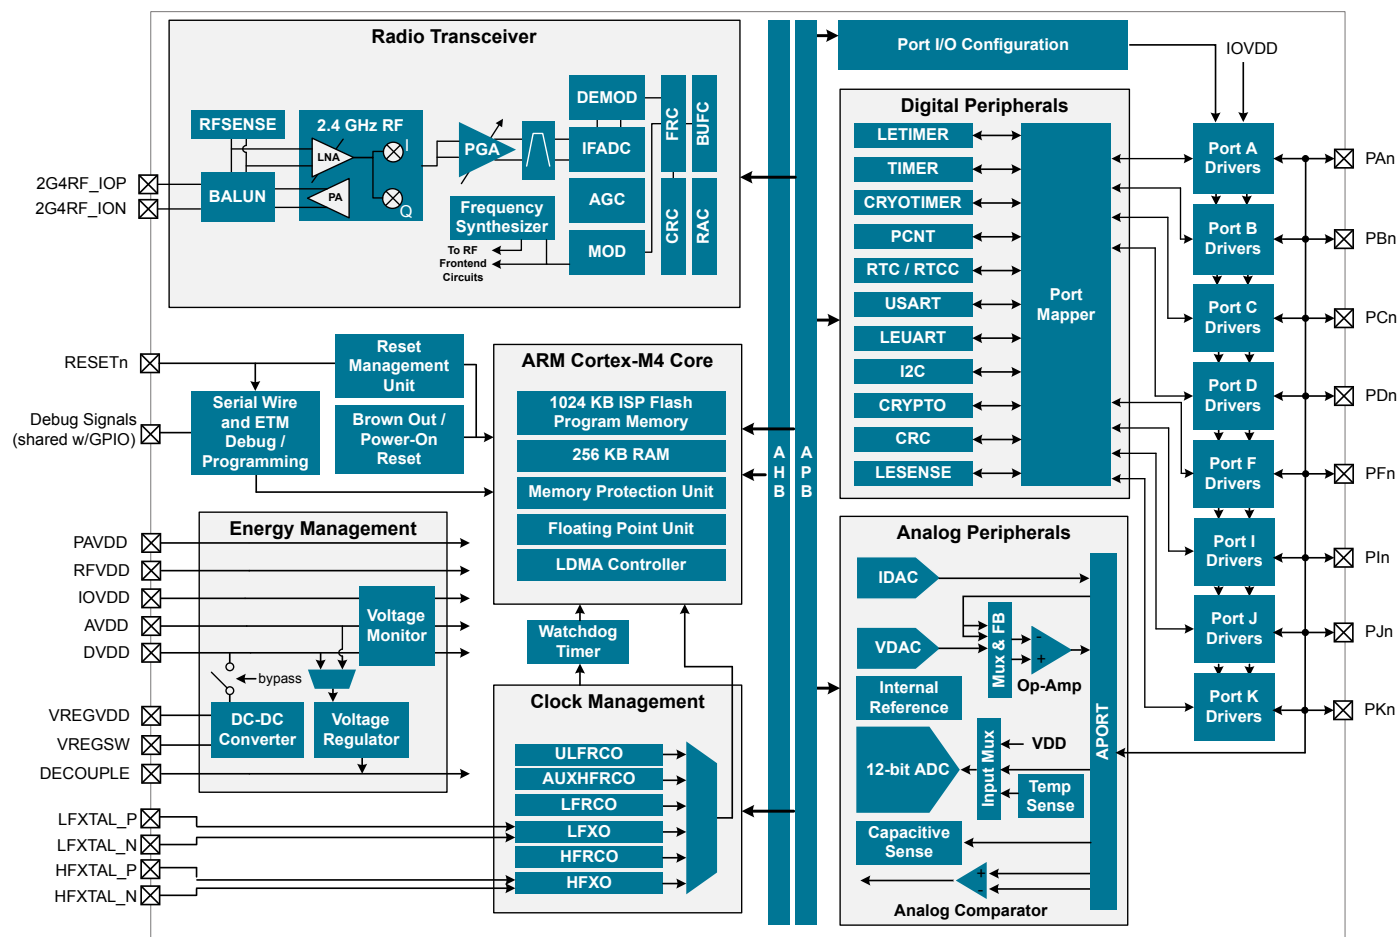 Radio Transceiver
RFSENSE
2.4 GHz RF
LNA
I
PA
Q
BALUN
PGA
DEMOD
IFADC
AGC
MOD
FRC
BUFC
CRC
RAC
Frequency
Synthesizer
To RF
Frontend
Circuits
2G4RF_IOP
2G4RF_ION
RESETn
Debug Signals
(shared w/GPIO)
Reset
Management
Unit
Serial Wire
and ETM
Debug /
Programming
Brown Out /
Power-On
Reset
ARM Cortex-M4 Core
1024 KB ISP Flash
Program Memory
256 KB RAM
Memory Protection Unit
Floating Point Unit
LDMA Controller
Watchdog
Timer
Energy Management
PAVDD
RFVDD
IOVDD
AVDD
DVDD
VREGVDD
VREGSW
DECOUPLE
Voltage
Monitor
bypass
DC-DC
Converter
Voltage
Regulator
Clock Management
ULFRCO
AUXHFRCO
LFRCO
LFXO
HFRCO
HFXO
LFXTAL_P
LFXTAL_N
HFXTAL_P
HFXTAL_N
A
H
B
A
P
B
Port I/O Configuration
IOVDD
Digital Peripherals
LETIMER
TIMER
CRYOTIMER
PCNT
RTC / RTCC
USART
LEUART
I2C
CRYPTO
CRC
LESENSE
Port
Mapper
Analog Peripherals
IDAC
VDAC
Mux & FB
-
+
Op-Amp
Internal
Reference
12-bit ADC
Input Mux
VDD
Temp
Sense
Capacitive
Sense
+
-
Analog Comparator
APORT
Port A
Drivers
Port B
Drivers
Port C
Drivers
Port D
Drivers
Port F
Drivers
Port I
Drivers
Port J
Drivers
Port K
Drivers
PAn
PBn
PCn
PDn
PFn
PIn
PJn
PKn